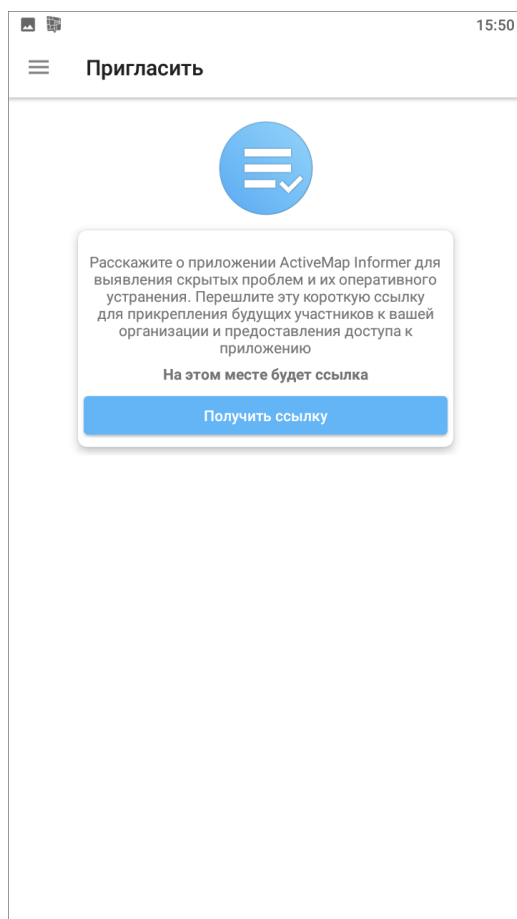 15:50
Пригласить
Расскажите о приложении ActiveMap Informer для
выявления скрытых проблем и их оперативного
устранения. Перешлите эту короткую ссылку
для прикрепления будущих участников к вашей
организации и предоставления доступа к
приложению
На этом месте будет ссылка
Получить ссылку